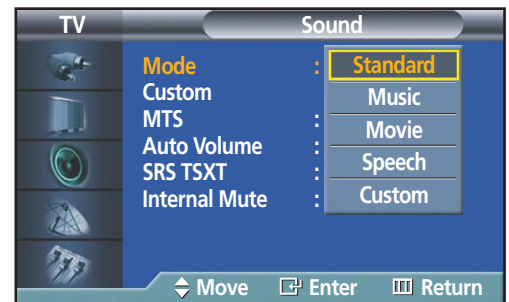 TV Sound
Mode : Standard
Custom Music
MTS : Movie
Auto Volume : Speech
SRS TSXT : Custom
Internal Mute :
Move Enter Return